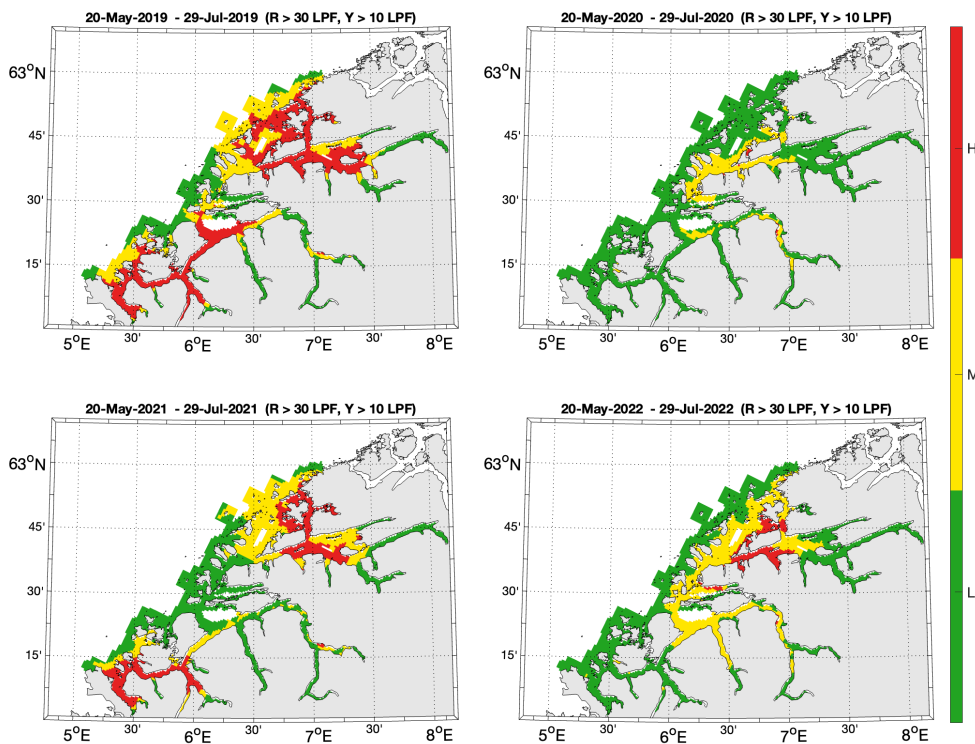 20-May-2019 - 29-Jul-2019 (R > 30 LPF, Y > 10 LPF)
63°N
45'
30'
15'
5°E
30'
6°E
30'
7°E
30'
8°E
20-May-2020 - 29-Jul-2020 (R > 30 LPF, Y > 10 LPF)
63°N
45'
30'
15'
5°E
30'
6°E
30'
7°E
30'
8°E
20-May-2021 - 29-Jul-2021 (R > 30 LPF, Y > 10 LPF)
63°N
45'
30'
15'
5°E
30'
6°E
30'
7°E
30'
8°E
20-May-2022 - 29-Jul-2022 (R > 30 LPF, Y > 10 LPF)
63°N
45'
30'
15'
5°E
30'
6°E
30'
7°E
30'
8°E
H
M
L